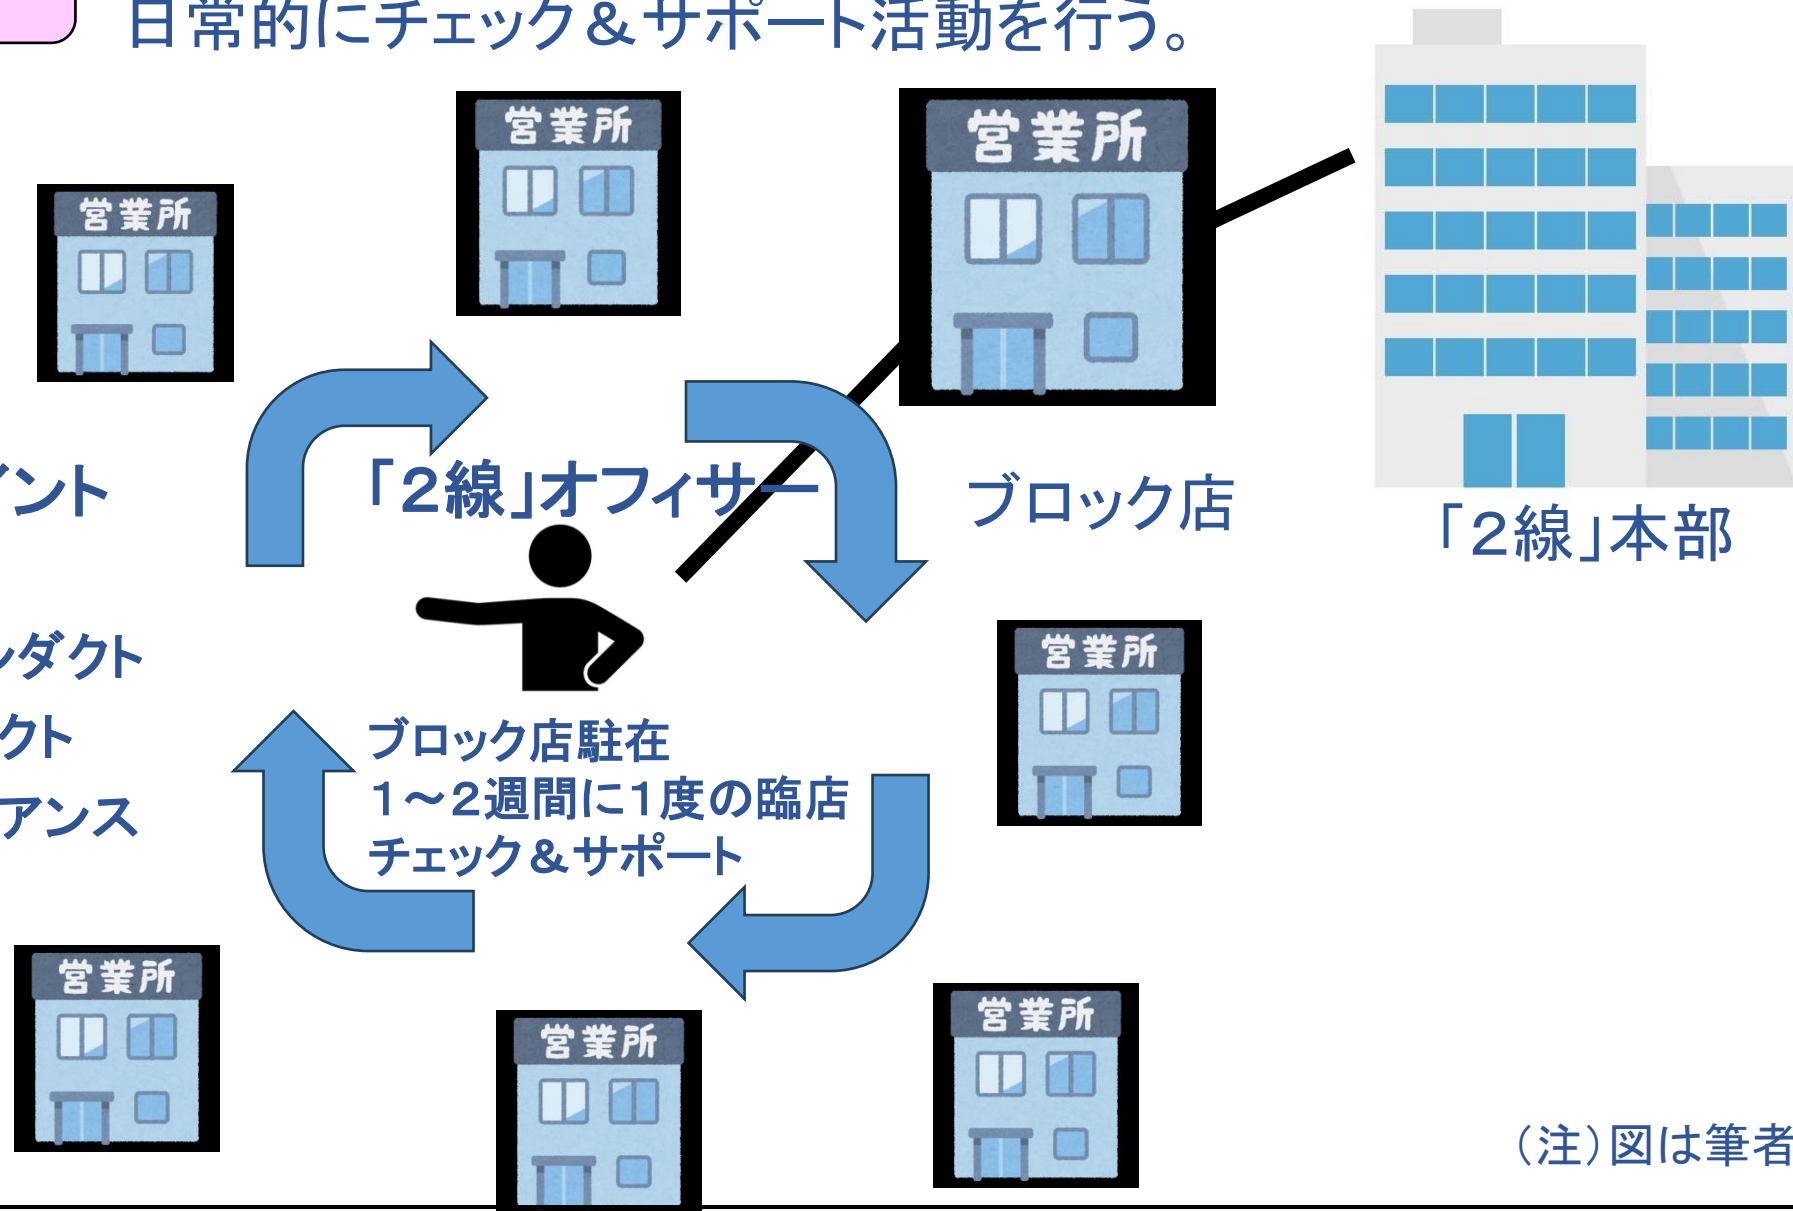 日常的にチェック＆サポート活動を行う。
営業所
営業所
営業所
イント
「２線」オフィサー
ブロック店
「２線」本部
ンダクト
クト
アンス
ブロック店駐在
１～２週間に１度の臨店
チェック＆サポート
営業所
営業所
営業所
営業所
（注）図は筆者